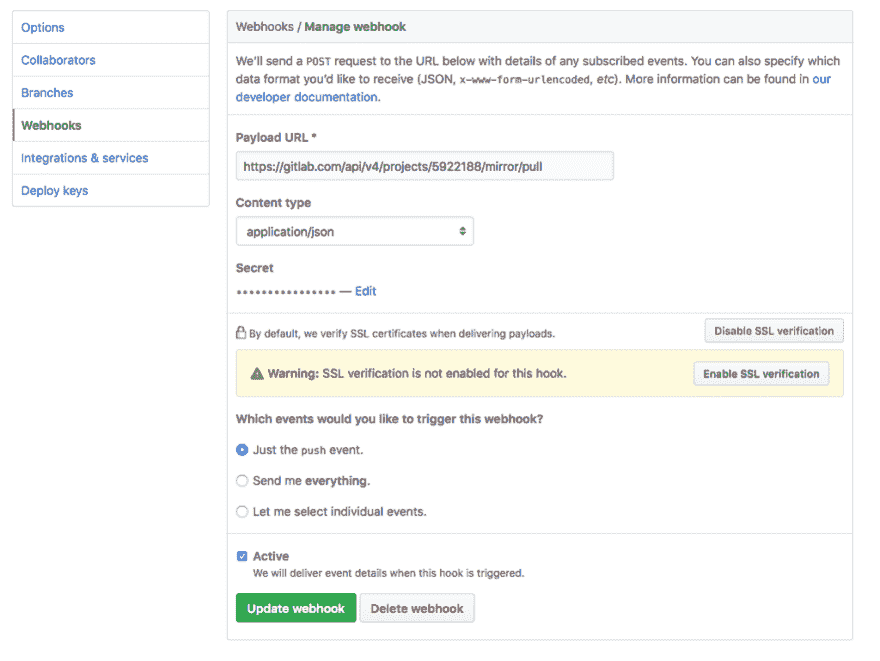 Options
Collaborators
Branches
Webhooks
Integrations & services
Deploy keys
Webhooks / Manage webhook
We'll send a POST request to the URL below with details of any subscribed events. You can also specify which
data format you'd like to receive (JSON, x-www-form-urlencoded, etc). More information can be found in our
developer documentation.
Payload URL *
https://gitlab.com/api/v4/projects/5922188/mirror/pull
Content type
application/json
Secret
•••••••••••••••• — Edit
By default, we verify SSL certificates when delivering payloads.
Disable SSL verification
Warning: SSL verification is not enabled for this hook.
Enable SSL verification
Which events would you like to trigger this webhook?
Just the push event.
Send me everything.
Let me select individual events.
Active
We will deliver event details when this hook is triggered.
Update webhook
Delete webhook